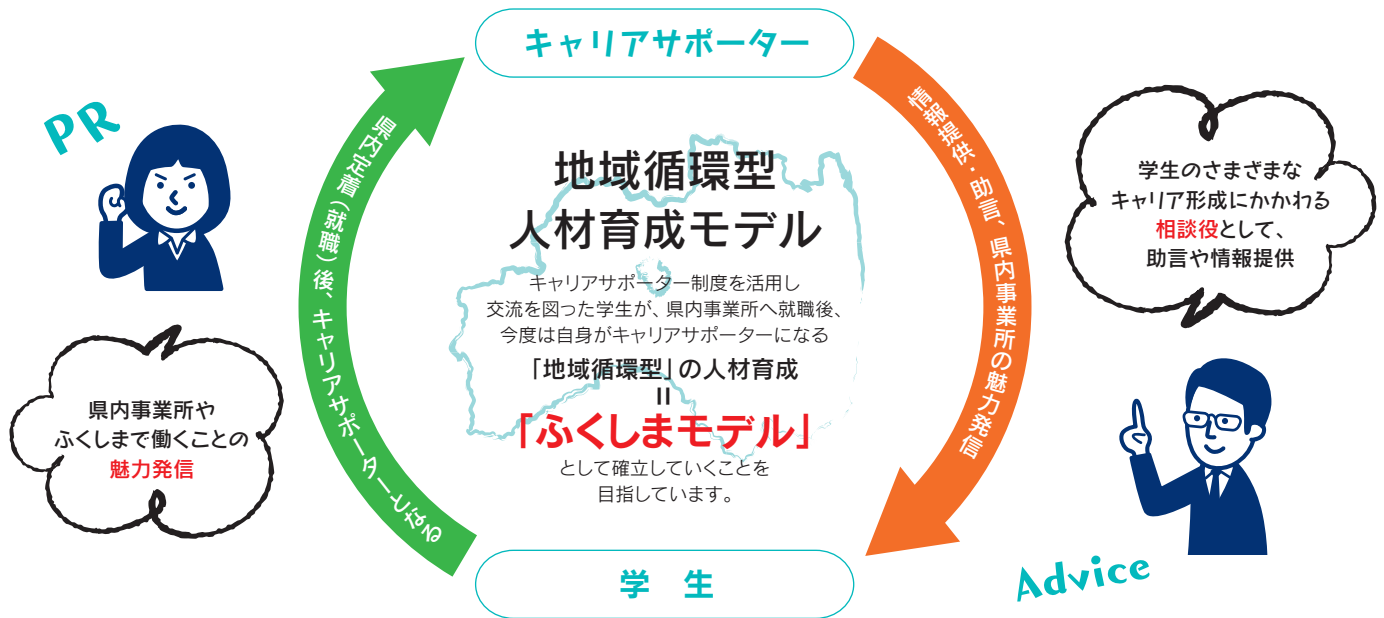 キャリアサポーター
PR
県内定着(就職)後、キャリアサポーターとなる
情報提供・助言、県内事業所の魅力発信
地域循環型
人材育成モデル
キャリアサポーター制度を活用し
交流を図った学生が、県内事業所へ就職後、
今度は自身がキャリアサポーターになる
「地域循環型」の人材育成
=
「ふくしまモデル」
として確立していくことを
目指しています。
学生のさまざまな
キャリア形成にかかわる
相談役として、
助言や情報提供
県内事業所や
ふくしまで働くことの
魅力発信
Advice
学 生